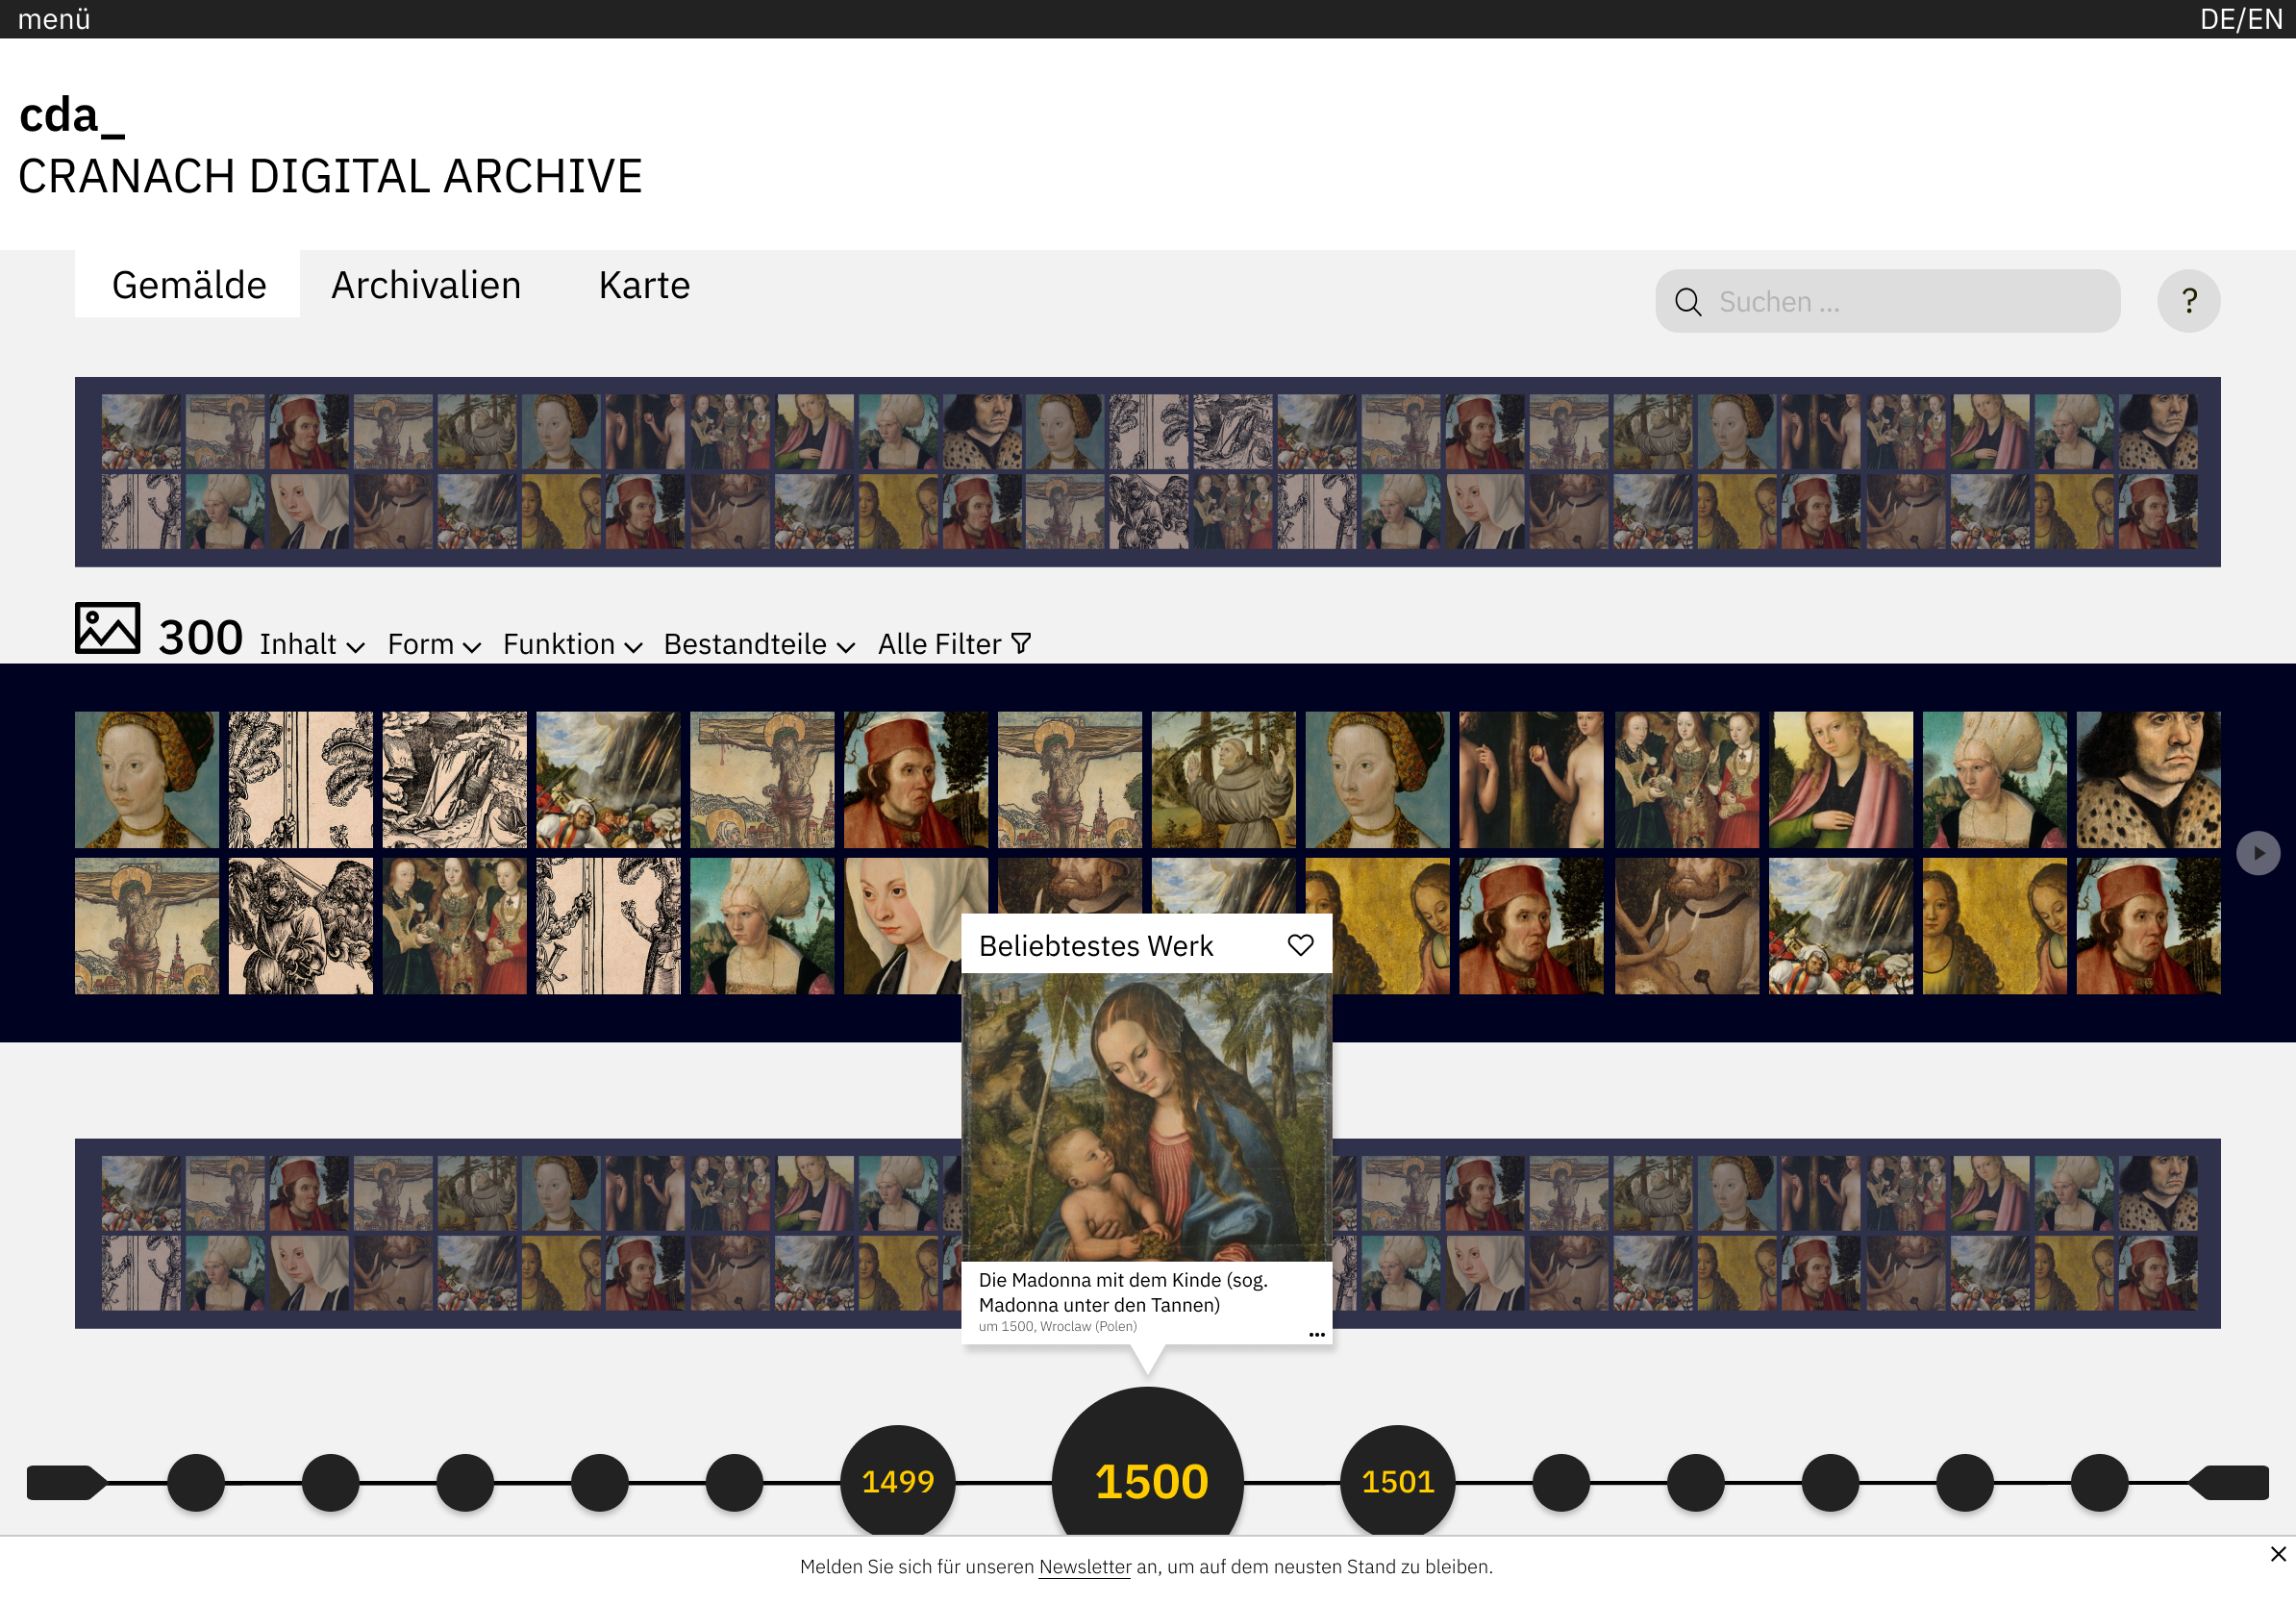 menü
DE/EN
cda_
CRANACH DIGITAL ARCHIVE
Gemälde
Archivalien
Karte
Suchen ...
?
300
Inhalt
Form
Funktion
Bestandteile
Alle Filter
Beliebtestes Werk
Die Madonna mit dem Kinde (sog.
Madonna unter den Tannen)
um 1500, Wroclaw (Polen)
1499
1500
1501
Melden Sie sich für unseren Newsletter an, um auf dem neusten Stand zu bleiben.